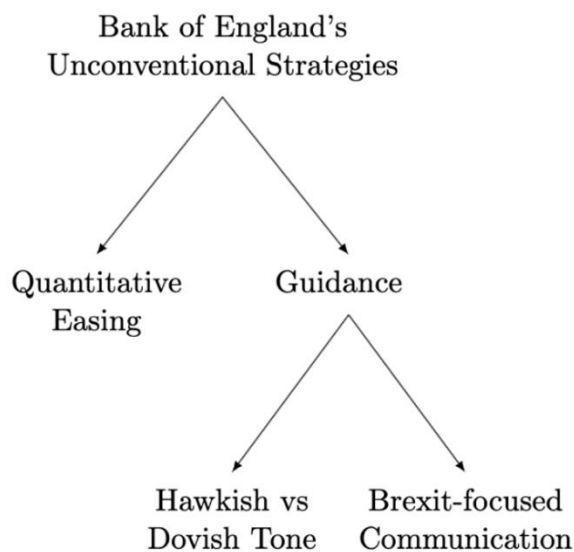 Bank of England's
Unconventional Strategies
Quantitative
Easing
Guidance
Hawkish vs
Dovish Tone
Brexit-focused
Communication